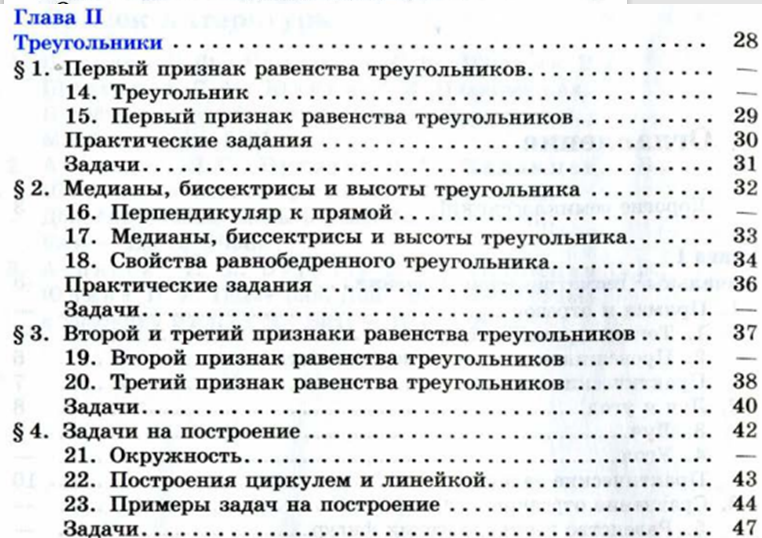 Глава II
Треугольники 28
§ 1. Первый признак равенства треугольников —
14. Треугольник —
15. Первый признак равенства треугольников 29
Практические задания 30
Задачи 31
§ 2. Медианы, биссектрисы и высоты треугольника 32
16. Перпендикуляр к прямой —
17. Медианы, биссектрисы и высоты треугольника 33
18. Свойства равнобедренного треугольника 34
Практические задания 36
Задачи —
§ 3. Второй и третий признаки равенства треугольников 37
19. Второй признак равенства треугольников —
20. Третий признак равенства треугольников 38
Задачи 40
§ 4. Задачи на построение 42
21. Окружность —
22. Построения циркулем и линейкой 43
23. Примеры задач на построение 44
Задачи 47